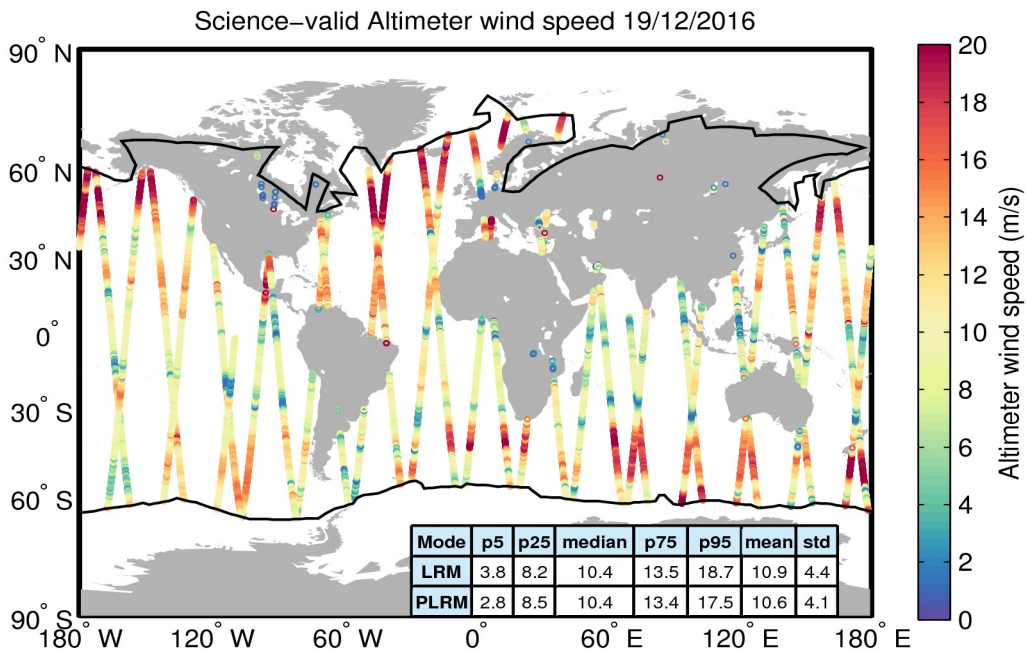 Science−valid Altimeter wind speed 19/12/2016
90° N
60° N
30° N
0°
30° S
60° S
90° S
180° W
120° W
60° W
0°
60° E
120° E
180° E
Mode p5 p25 median p75 p95 mean std
LRM 3.8 8.2 10.4 13.5 18.7 10.9 4.4
PLRM 2.8 8.5 10.4 13.4 17.5 10.6 4.1
20
18
16
14
12
10
8
6
4
2
0
Altimeter wind speed (m/s)